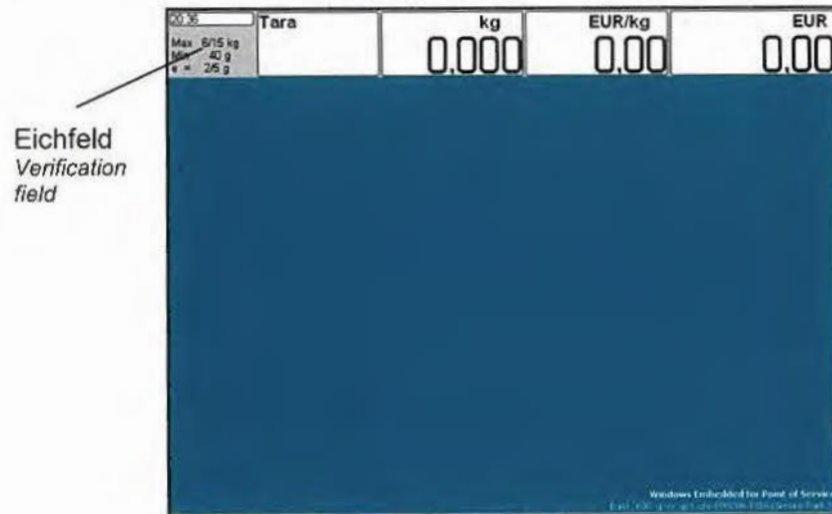 20:36
Tara
kg
EUR/kg
EUR
Max 6/15 kg
Min 40 g
e = 2/5 g
0,000
0,00
0,00
Eichfeld
Verification
field
Windows Embedded for Point of Service